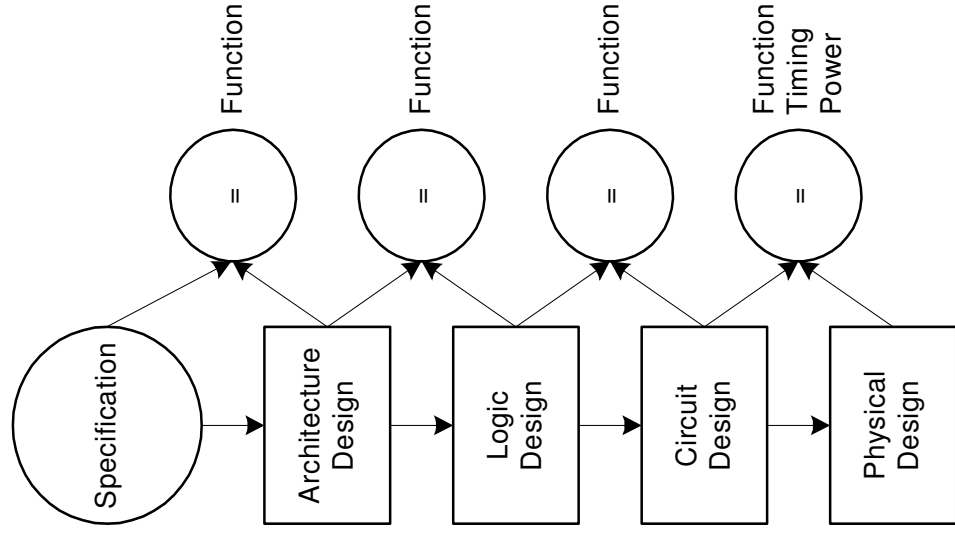 Specification
Architecture
Design
Logic
Design
Circuit
Design
Physical
Design
=
Function
=
Function
=
Function
=
Function
Timing
Power